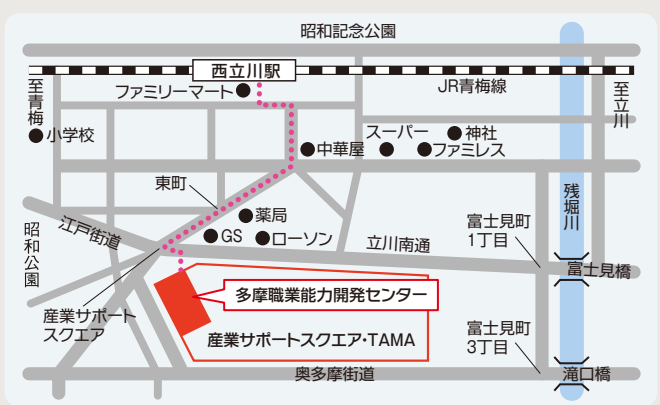 昭和記念公園
西立川駅
JR青梅線
至青梅
至立川
ファミリーマート
小学校
スーパー
神社
中華屋
ファミレス
東町
残堀川
薬局
江戸街道
GS
ローソン
立川南通
富士見町
1丁目
昭和公園
富士見橋
多摩職業能力開発センター
産業サポート
スクエア
産業サポートスクエア・TAMA
富士見町
3丁目
奥多摩街道
滝口橋